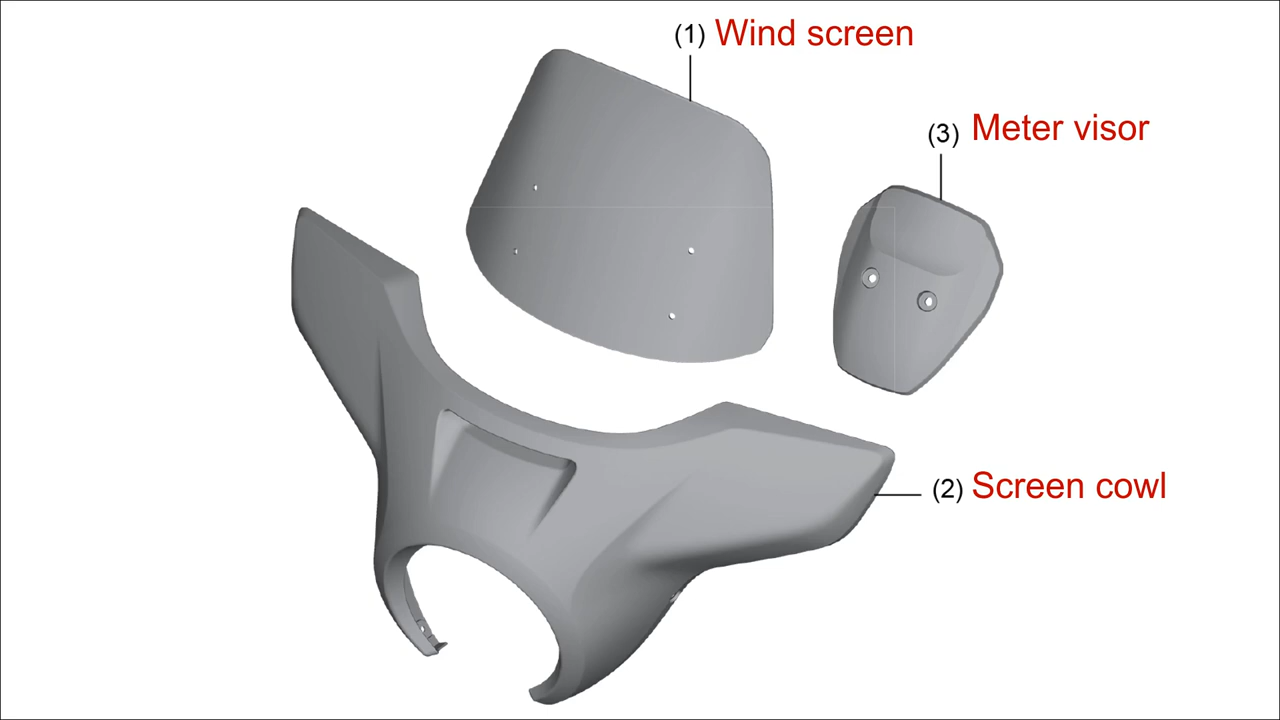 (1) Wind screen
(3) Meter visor
(2) Screen cowl